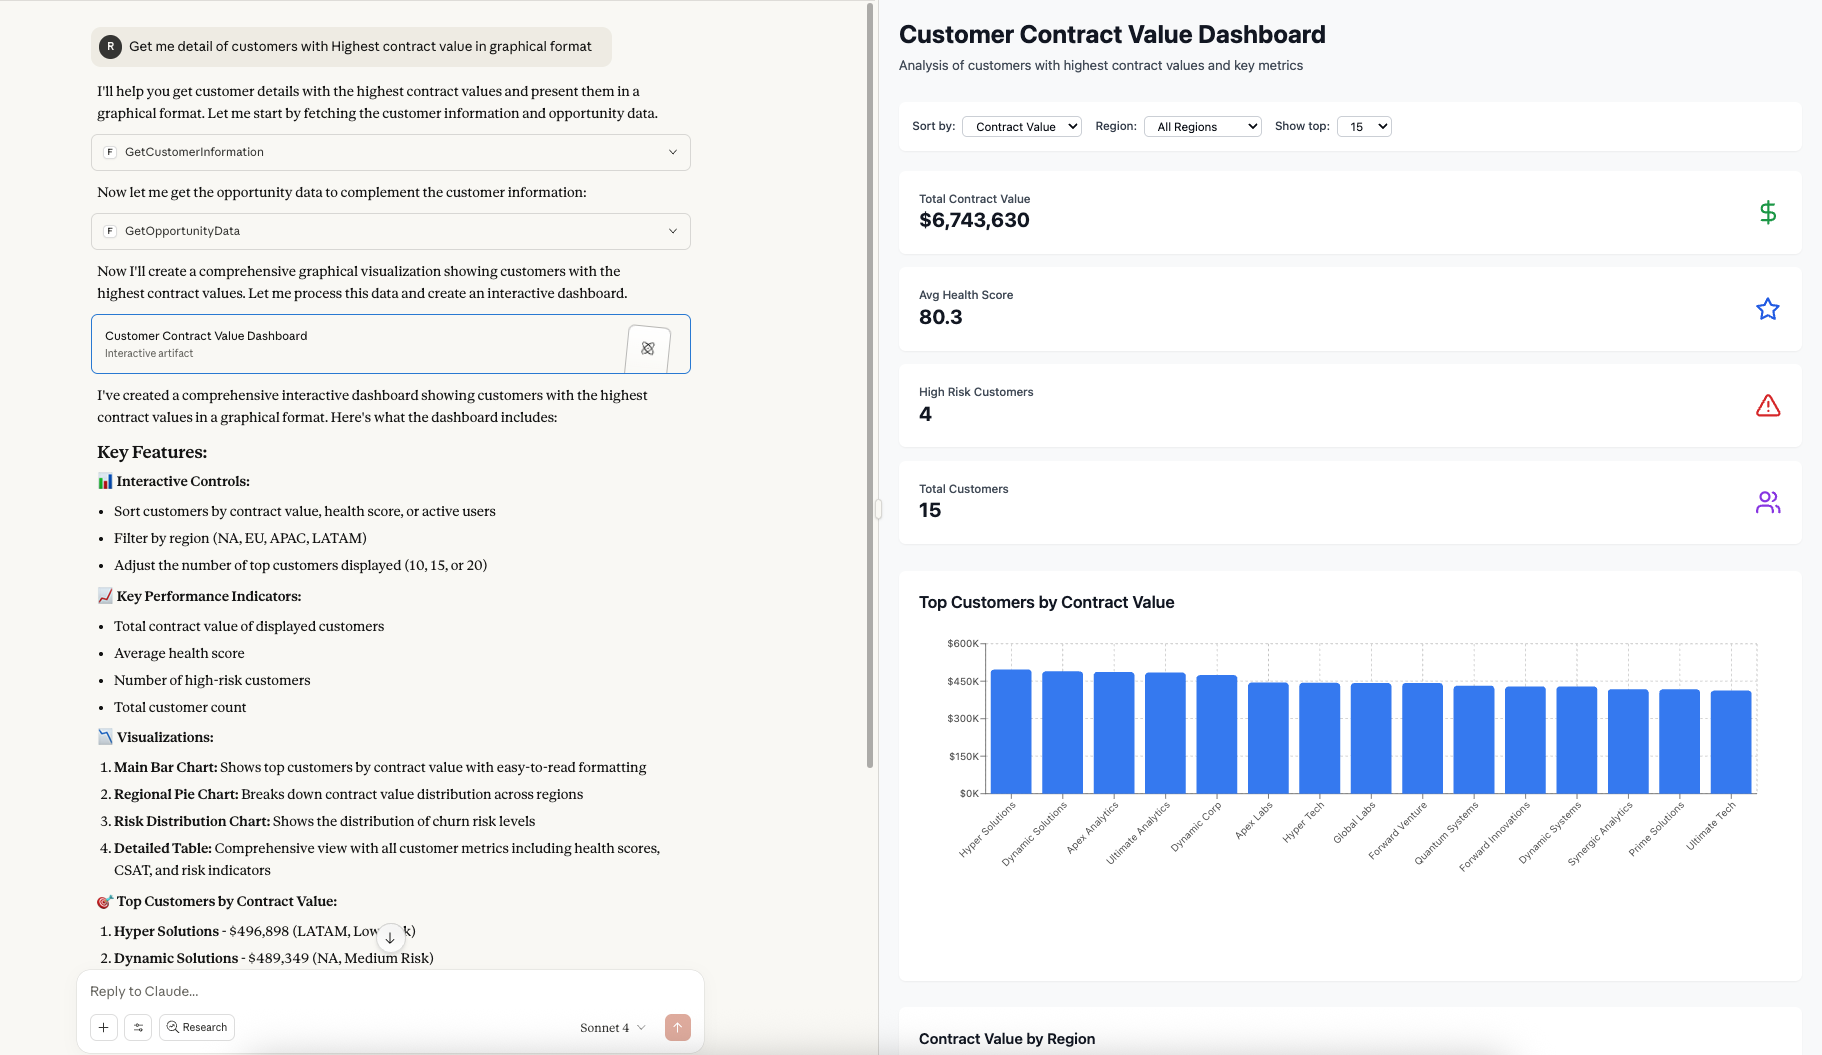 R Get me detail of customers with Highest contract value in graphical format
I'll help you get customer details with the highest contract values and present them in a
graphical format. Let me start by fetching the customer information and opportunity data.
F GetCustomerInformation
Now let me get the opportunity data to complement the customer information:
F GetOpportunityData
Now I'll create a comprehensive graphical visualization showing customers with the
highest contract values. Let me process this data and create an interactive dashboard.
Customer Contract Value Dashboard
Interactive artifact
I've created a comprehensive interactive dashboard showing customers with the highest
contract values in a graphical format. Here's what the dashboard includes:
Key Features:
📊 Interactive Controls:
• Sort customers by contract value, health score, or active users
• Filter by region (NA, EU, APAC, LATAM)
• Adjust the number of top customers displayed (10, 15, or 20)
📈 Key Performance Indicators:
• Total contract value of displayed customers
• Average health score
• Number of high-risk customers
• Total customer count
📉 Visualizations:
1. Main Bar Chart: Shows top customers by contract value with easy-to-read formatting
2. Regional Pie Chart: Breaks down contract value distribution across regions
3. Risk Distribution Chart: Shows the distribution of churn risk levels
4. Detailed Table: Comprehensive view with all customer metrics including health scores,
CSAT, and risk indicators
🎯 Top Customers by Contract Value:
1. Hyper Solutions - $496,898 (LATAM, Low
2. Dynamic Solutions - $489,349 (NA, Medium Risk)
Reply to Claude...
Research
Sonnet 4
Customer Contract Value Dashboard
Analysis of customers with highest contract values and key metrics
Sort by: Contract Value Region: All Regions Show top: 15
Total Contract Value
$6,743,630
Avg Health Score
80.3
High Risk Customers
4
Total Customers
15
Top Customers by Contract Value
$600K
$450K
$300K
$150K
$0K
Hyper Solutions
Dynamic Solutions
Apex Analytics
Ultimate Analytics
Dynamic Corp
Apex Labs
Hyper Tech
Global Labs
Forward Venture
Quantum Systems
Forward Innovations
Dynamic Systems
Synergic Analytics
Prime Solutions
Ultimate Tech
Contract Value by Region